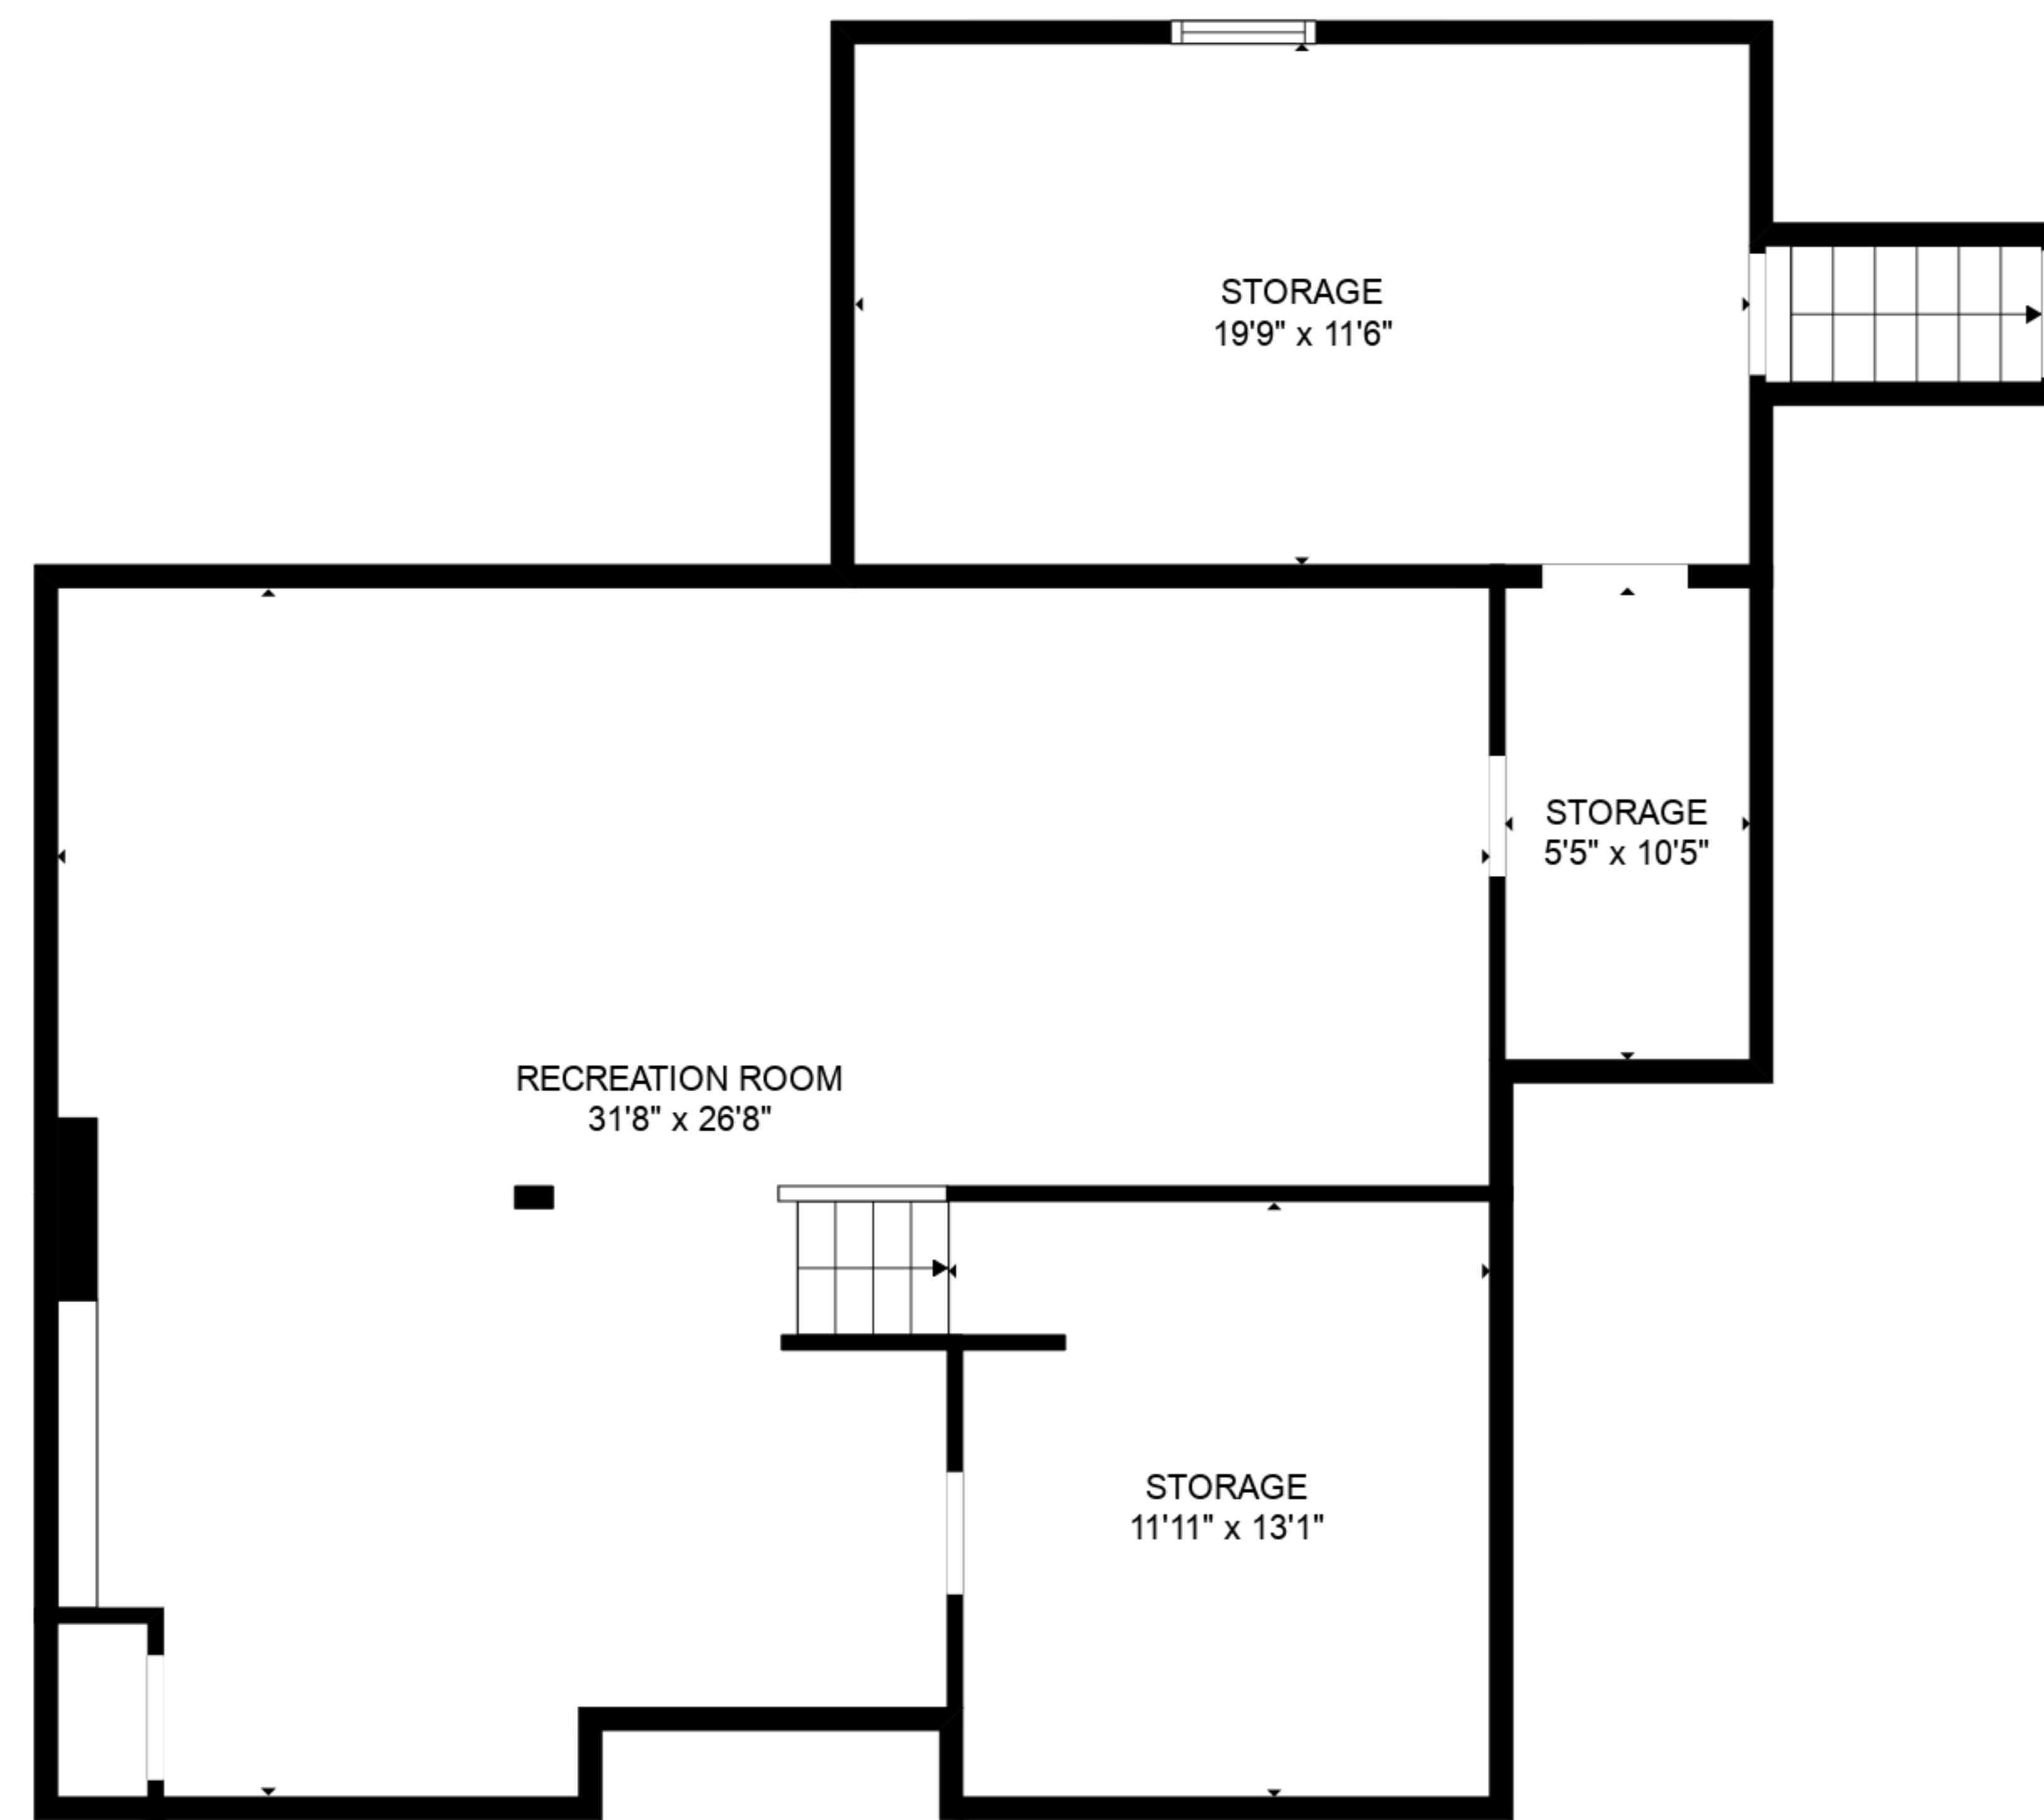 STORAGE
19'9" x 11'6"
STORAGE
5'5" x 10'5"
RECREATION ROOM
31'8" x 26'8"
STORAGE
11'11" x 13'1"